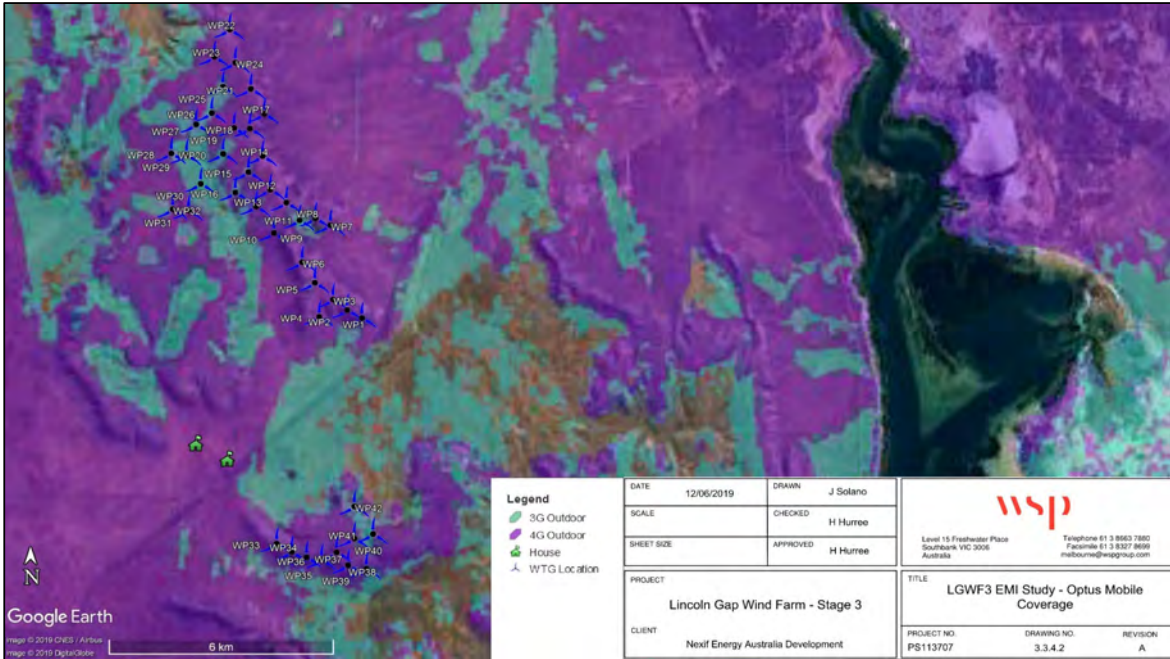 WP22
WP23
WP24
WP21
WP25
WP17
WP26
WP18
WP27
WP19
WP14
WP28
WP20
WP29
WP15
WP12
WP16
WP30
WP13
WP32
WP31
WP11
WP8
WP7
WP10
WP9
WP6
WP5
WP3
WP4
WP2
WP1
WP42
WP41
WP40
WP33
WP34
WP36
WP37
WP35
WP38
WP39
N
Google Earth
Image © 2019 CNES / Airbus
Image © 2019 DigitalGlobe
6 km
Legend
3G Outdoor
4G Outdoor
House
WTG Location
DATE
12/06/2019
DRAWN
J Solano
SCALE
CHECKED
H Hurree
SHEET SIZE
APPROVED
H Hurree
PROJECT
Lincoln Gap Wind Farm - Stage 3
CLIENT
Nexif Energy Australia Development
wsp
Level 15 Freshwater Place
Southbank VIC 3006
Australia
Telephone 61 3 8663 7880
Facsimile 61 3 8327 8699
melbourne@wspgroup.com
TITLE
LGWF3 EMI Study - Optus Mobile
Coverage
PROJECT NO.
PS113707
DRAWING NO.
3.3.4.2
REVISION
A